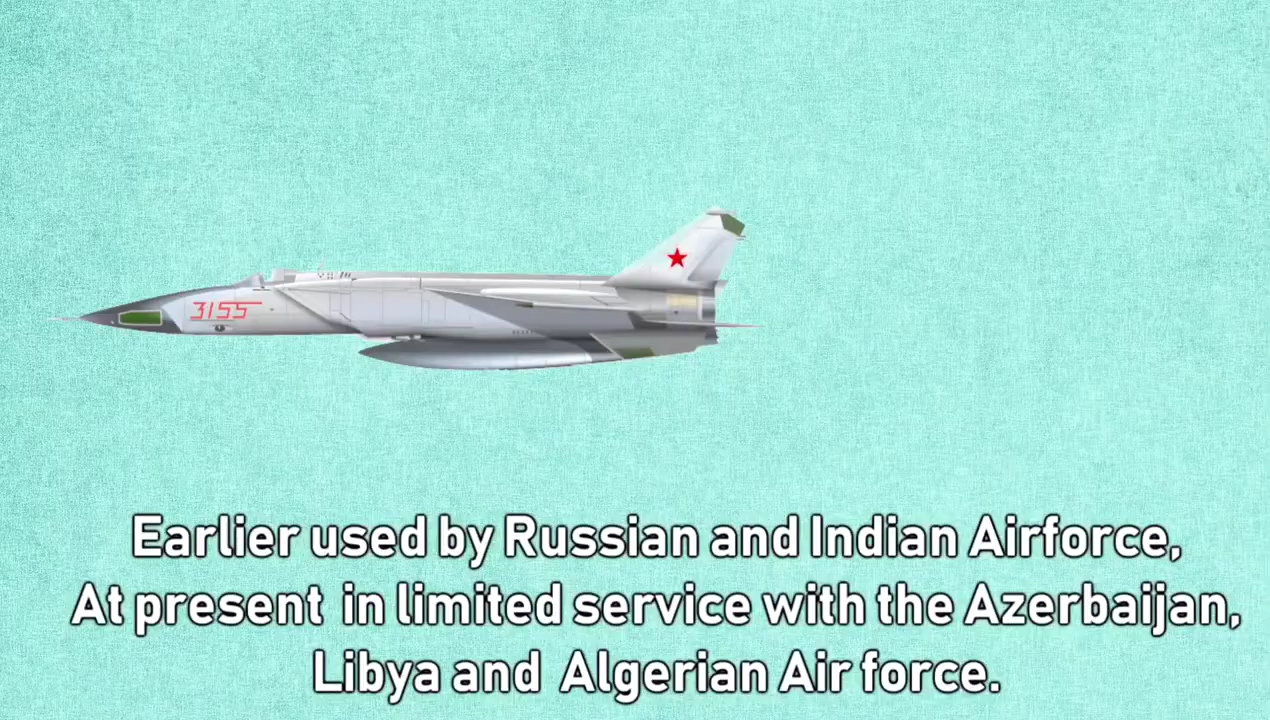 3155
Earlier used by Russian and Indian Airforce,
At present in limited service with the Azerbaijan,
Libya and Algerian Air force.